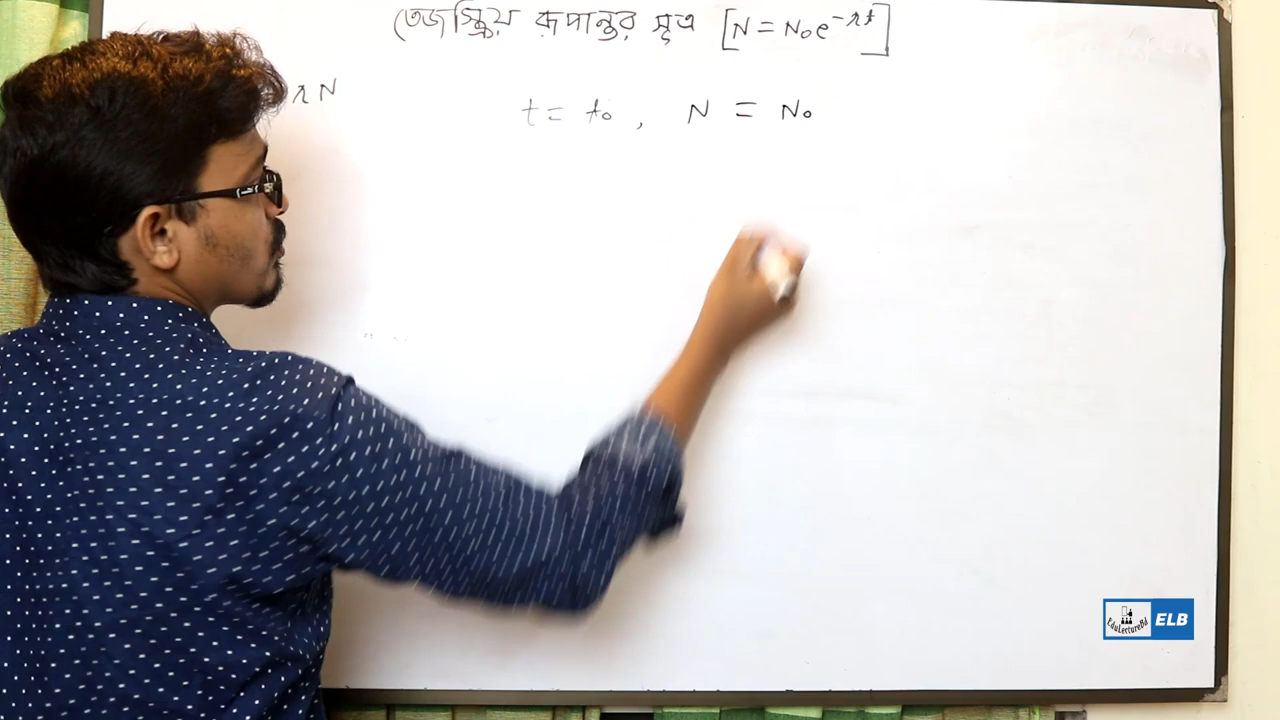 তেজস্ক্রিয় রূপান্তর সূত্র [N = N₀e^{-λt}]
λN
t = t₀, N = N₀
EduLectureBd ELB